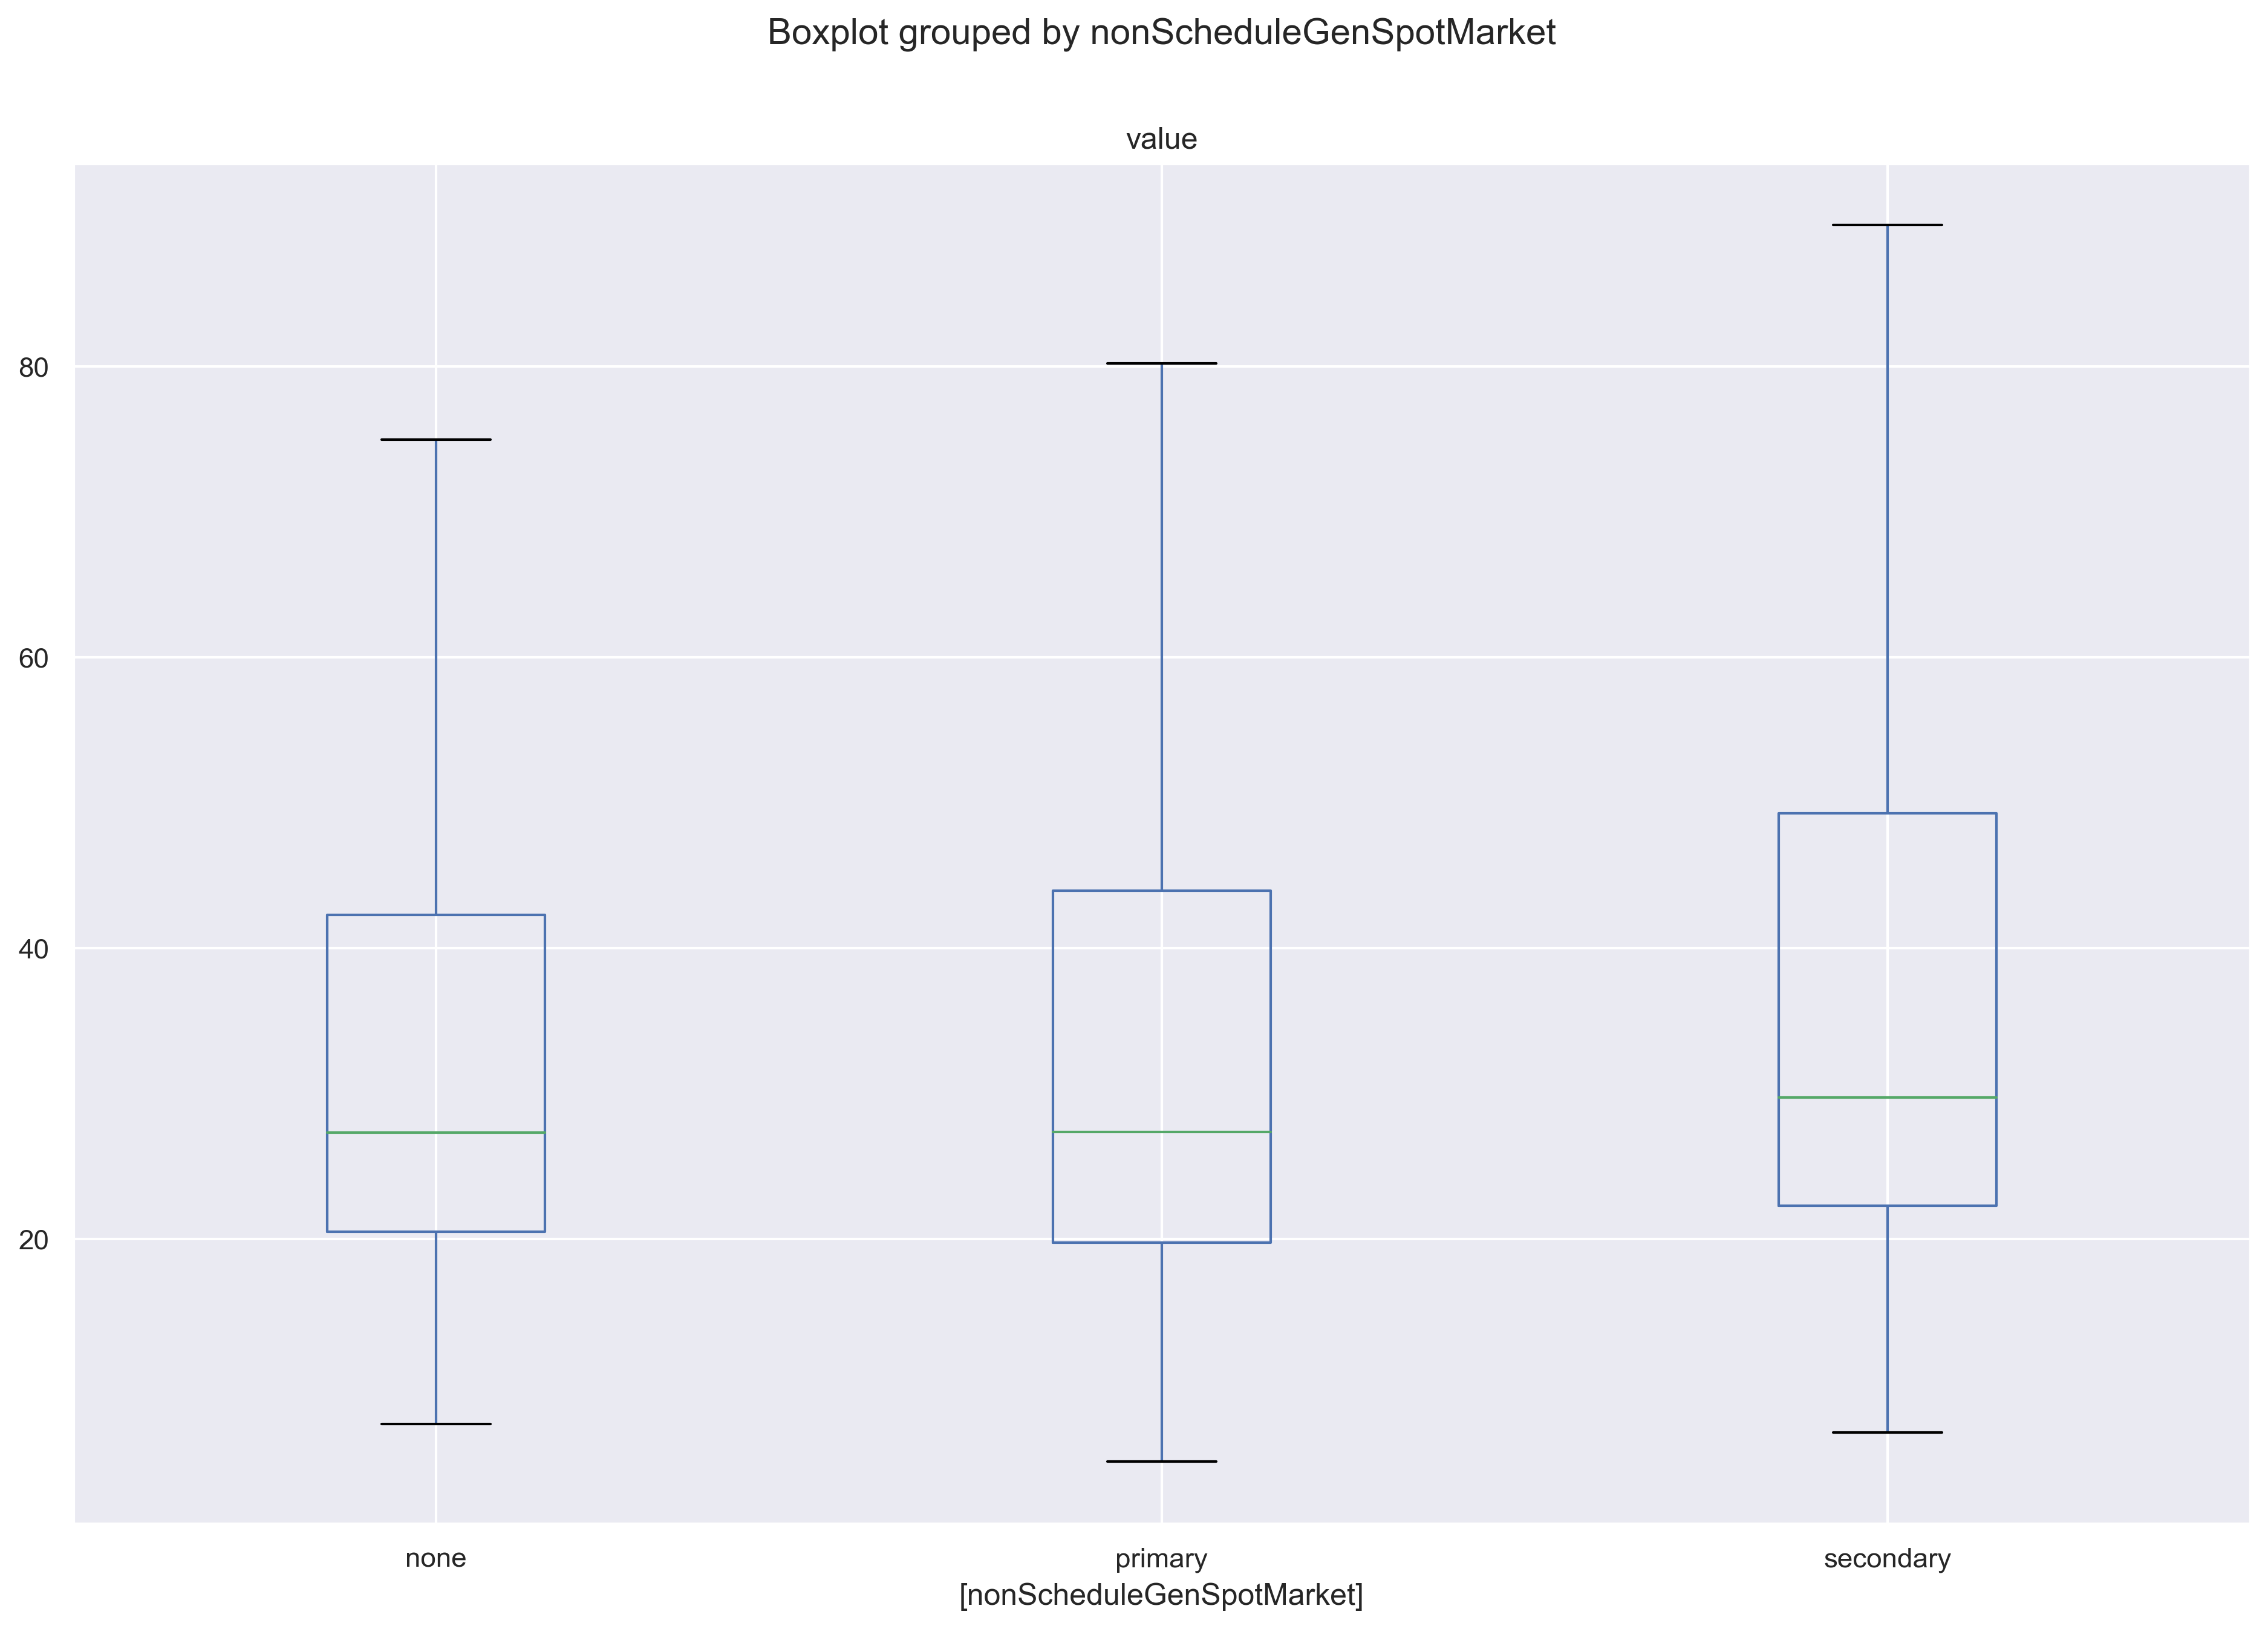 Boxplot grouped by nonScheduleGenSpotMarket
value
80
60
40
20
none primary secondary
[nonScheduleGenSpotMarket]